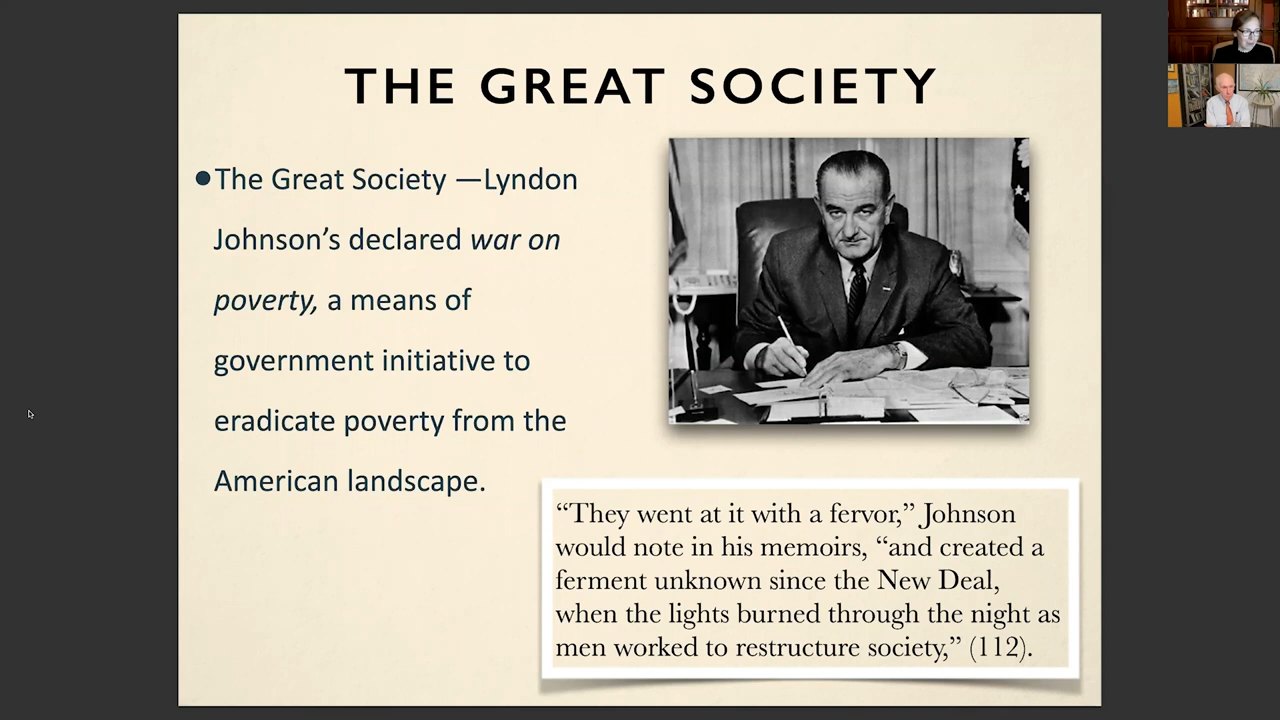 THE GREAT SOCIETY
•The Great Society —Lyndon
Johnson’s declared war on
poverty, a means of
government initiative to
eradicate poverty from the
American landscape.
“They went at it with a fervor,” Johnson
would note in his memoirs, “and created a
ferment unknown since the New Deal,
when the lights burned through the night as
men worked to restructure society,” (112).